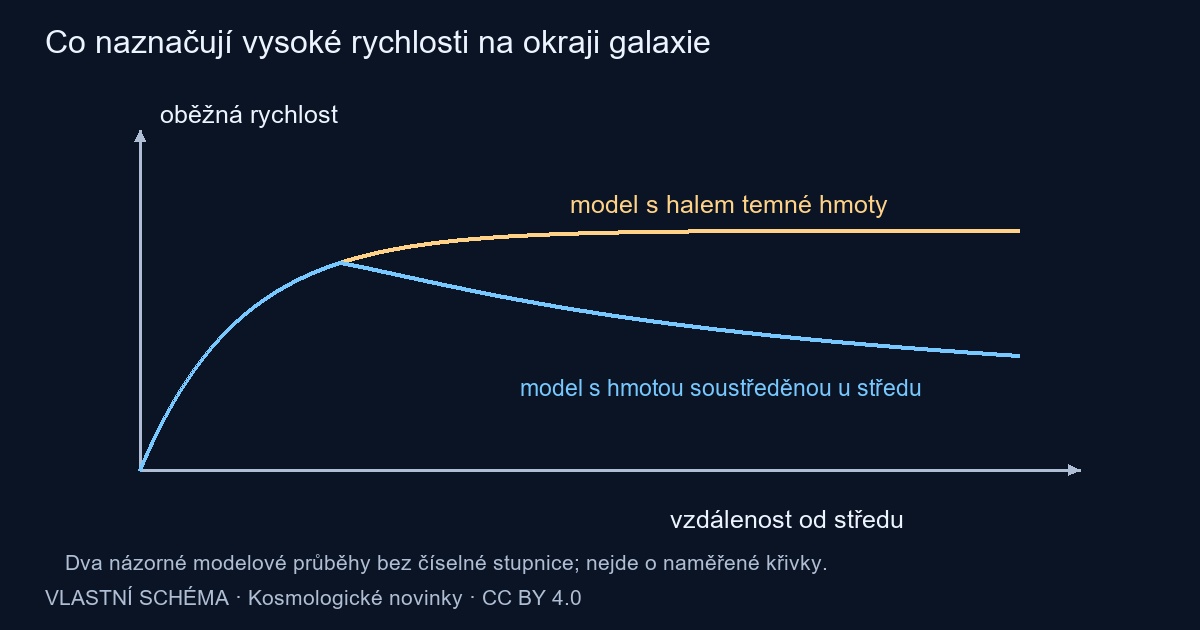 Co naznačují vysoké rychlosti na okraji galaxie
oběžná rychlost
model s halem temné hmoty
model s hmotou soustředěnou u středu
vzdálenost od středu
Dva názorné modelové průběhy bez číselné stupnice; nejde o naměřené křivky.
VLASTNÍ SCHÉMA · Kosmologické novinky · CC BY 4.0